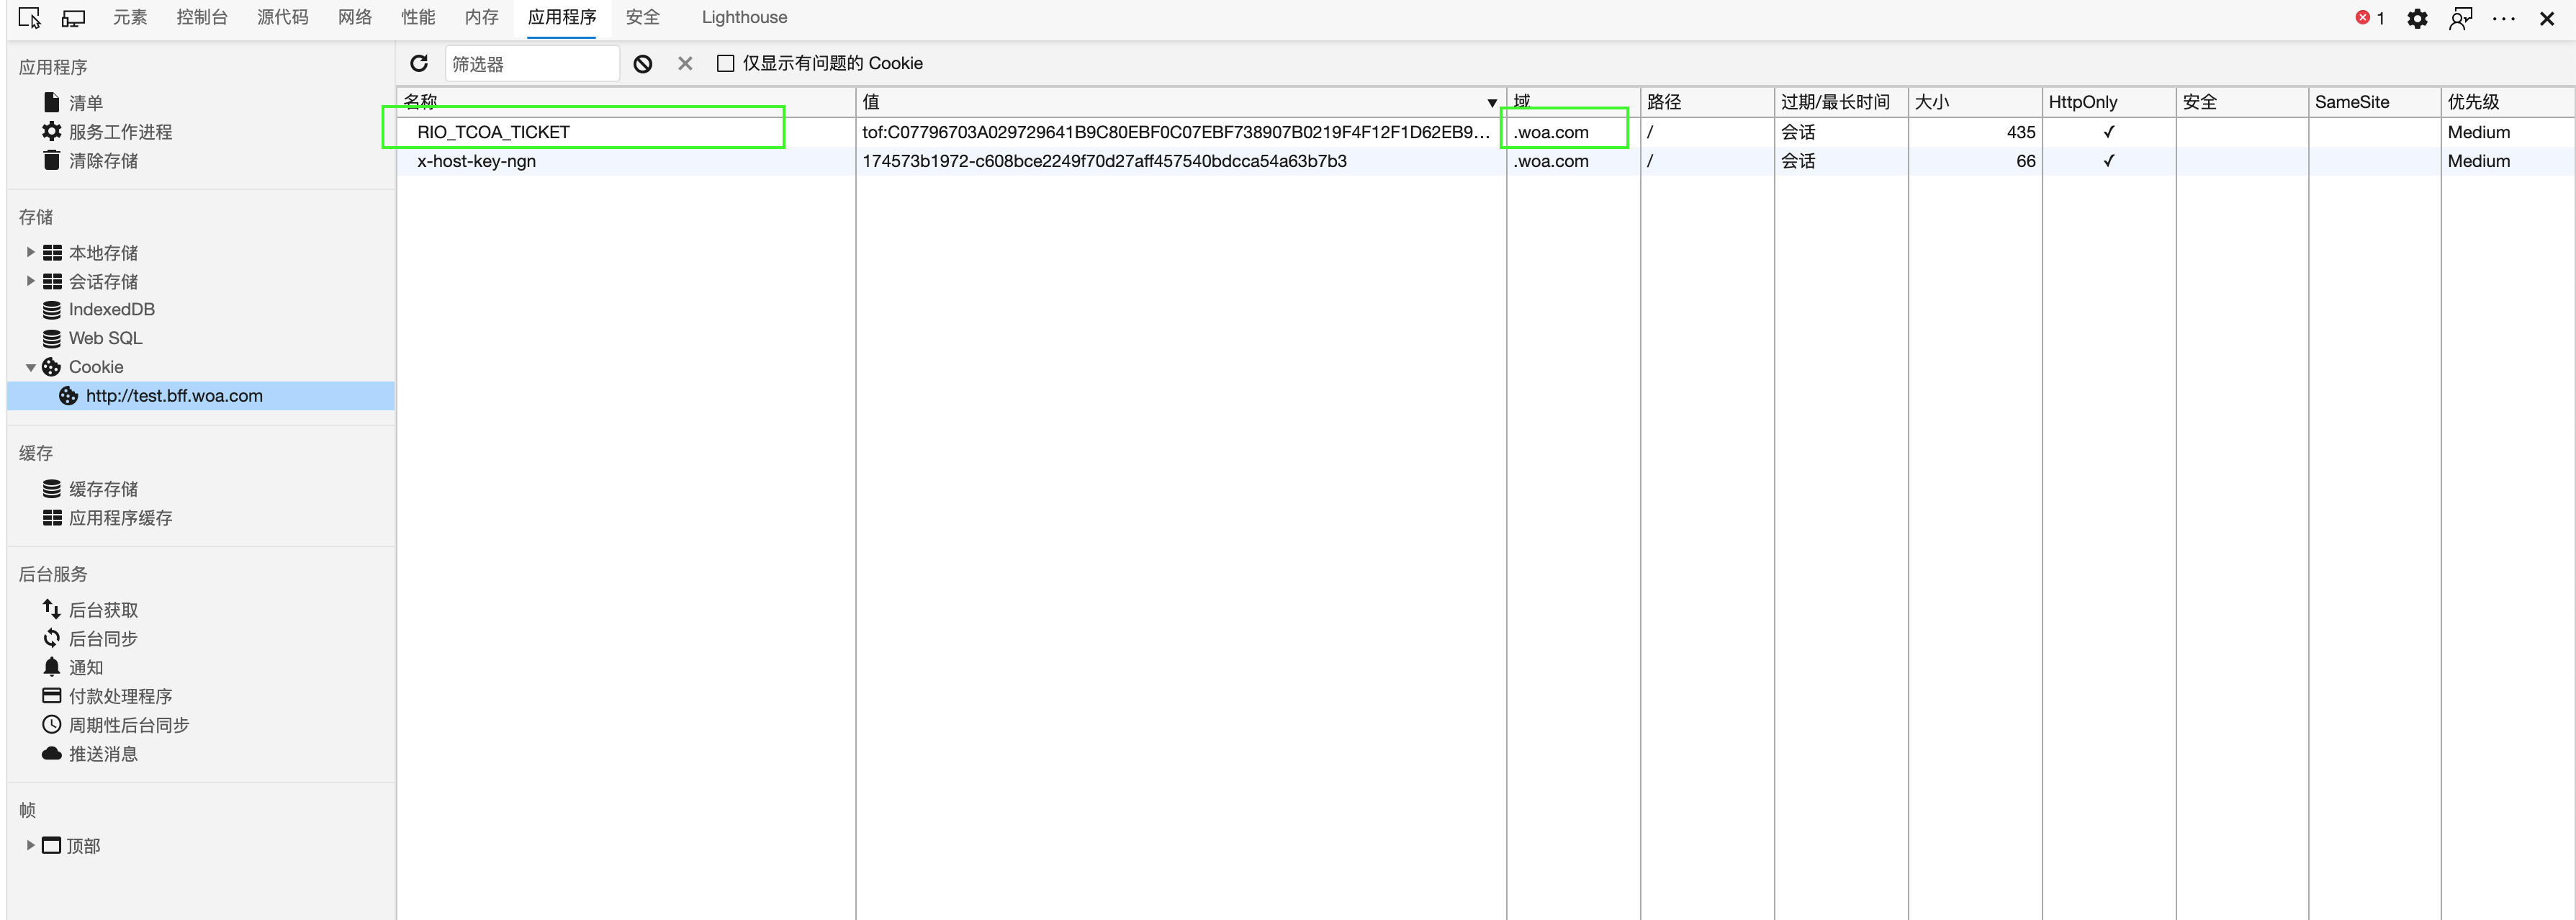 元素 控制台 源代码 网络 性能 内存 应用程序 安全 Lighthouse 1
应用程序
清单
服务工作进程
清除存储
存储
本地存储
会话存储
IndexedDB
Web SQL
Cookie
http://test.bff.woa.com
缓存
缓存存储
应用程序缓存
后台服务
后台获取
后台同步
通知
付款处理程序
周期性后台同步
推送消息
帧
顶部
筛选器 仅显示有问题的 Cookie
名称 值 域 路径 过期/最长时间 大小 HttpOnly 安全 SameSite 优先级
RIO_TCOA_TICKET tof:C07796703A029729641B9C80EBF0C07EBF738907B0219F4F12F1D62EB9... .woa.com / 会话 435 ✓ Medium
x-host-key-ngn 174573b1972-c608bce2249f70d27aff457540bdcca54a63b7b3 .woa.com / 会话 66 ✓ Medium